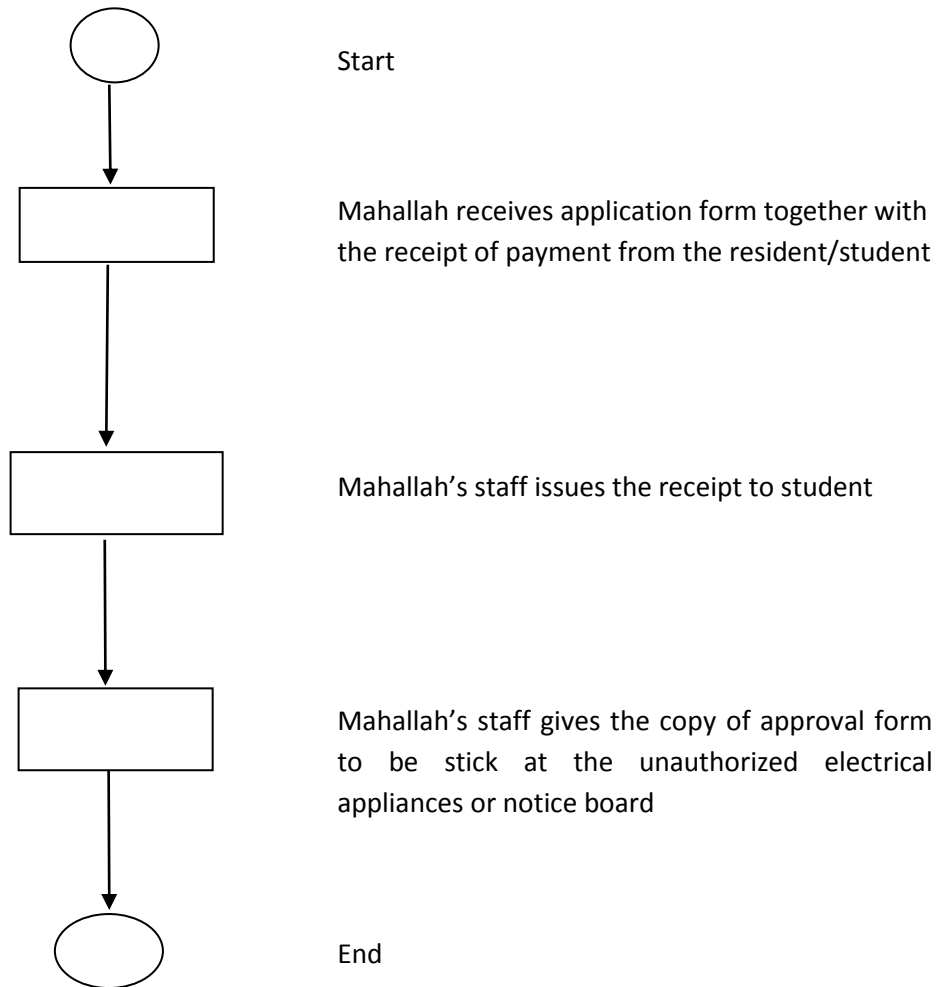 Start
Mahallah receives application form together with
the receipt of payment from the resident/student
Mahallah’s staff issues the receipt to student
Mahallah’s staff gives the copy of approval form
to be stick at the unauthorized electrical
appliances or notice board
End